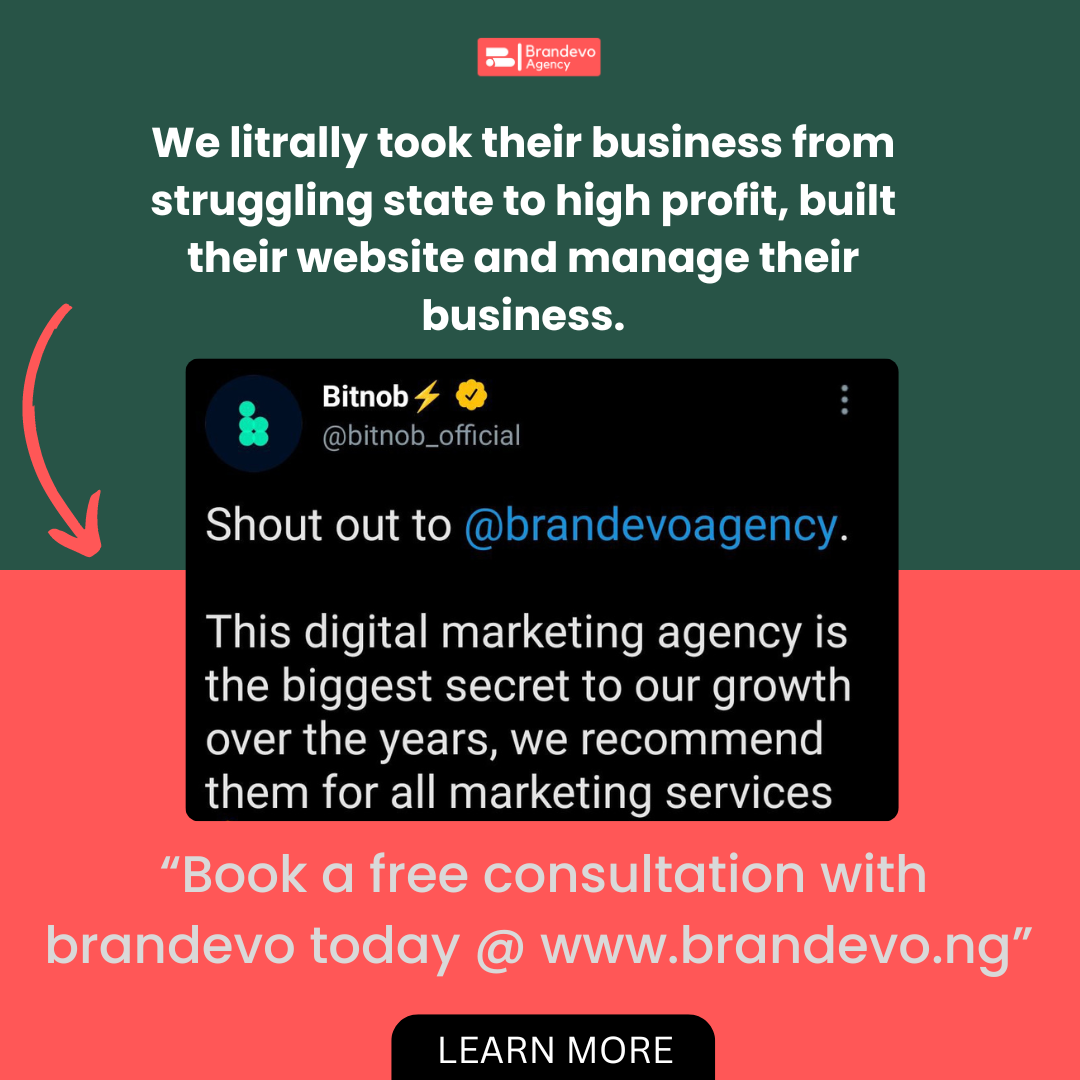 Brandevo
Agency
We litrally took their business from
struggling state to high profit, built
their website and manage their
business.
Bitnob⚡
@bitnob_official
Shout out to @brandevoagency.
This digital marketing agency is
the biggest secret to our growth
over the years, we recommend
them for all marketing services
“Book a free consultation with
brandevo today @ www.brandevo.ng”
LEARN MORE